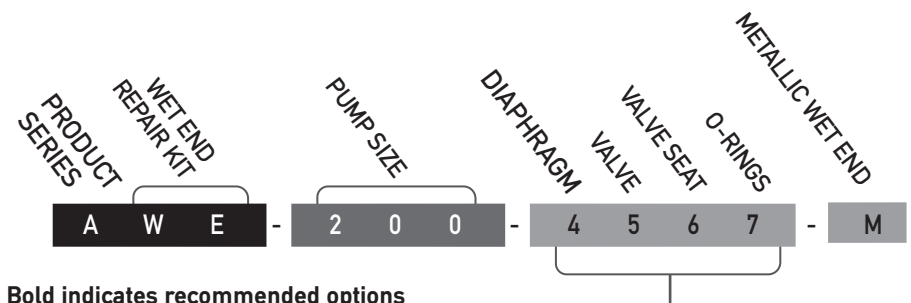 PRODUCT
SERIES
WET END
REPAIR KIT
PUMP SIZE
DIAPHRAGM
VALVE
VALVE SEAT
O-RINGS
METALLIC WET END
A W E - 2 0 0 - 4 5 6 7 - M
Bold indicates recommended options